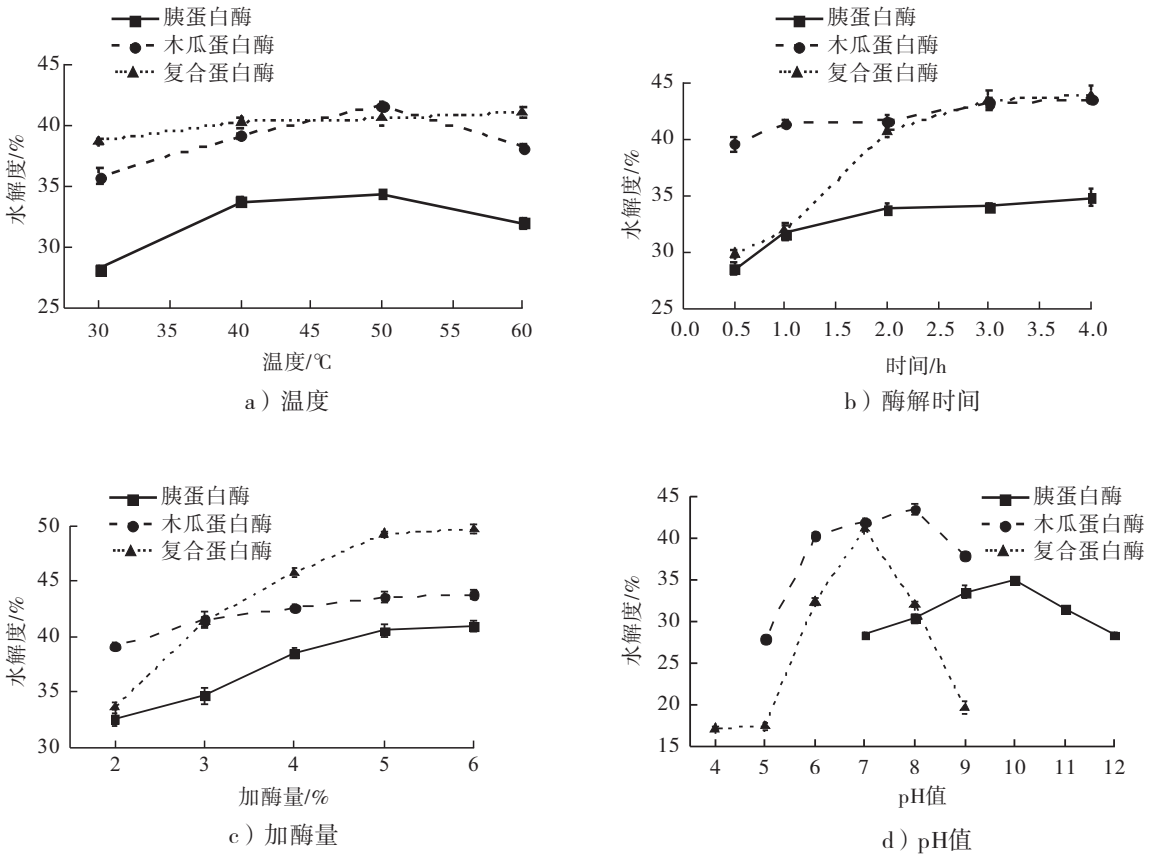 胰蛋白酶
木瓜蛋白酶
复合蛋白酶
45
40
35
30
25
水解度/%
30 35 40 45 50 55 60
温度/℃
a）温度
胰蛋白酶
木瓜蛋白酶
复合蛋白酶
45
40
35
30
25
水解度/%
0.0 0.5 1.0 1.5 2.0 2.5 3.0 3.5 4.0
时间/h
b）酶解时间
胰蛋白酶
木瓜蛋白酶
复合蛋白酶
50
45
40
35
30
水解度/%
2 3 4 5 6
加酶量/%
c）加酶量
胰蛋白酶
木瓜蛋白酶
复合蛋白酶
45
40
35
30
25
20
15
水解度/%
4 5 6 7 8 9 10 11 12
pH值
d）pH值